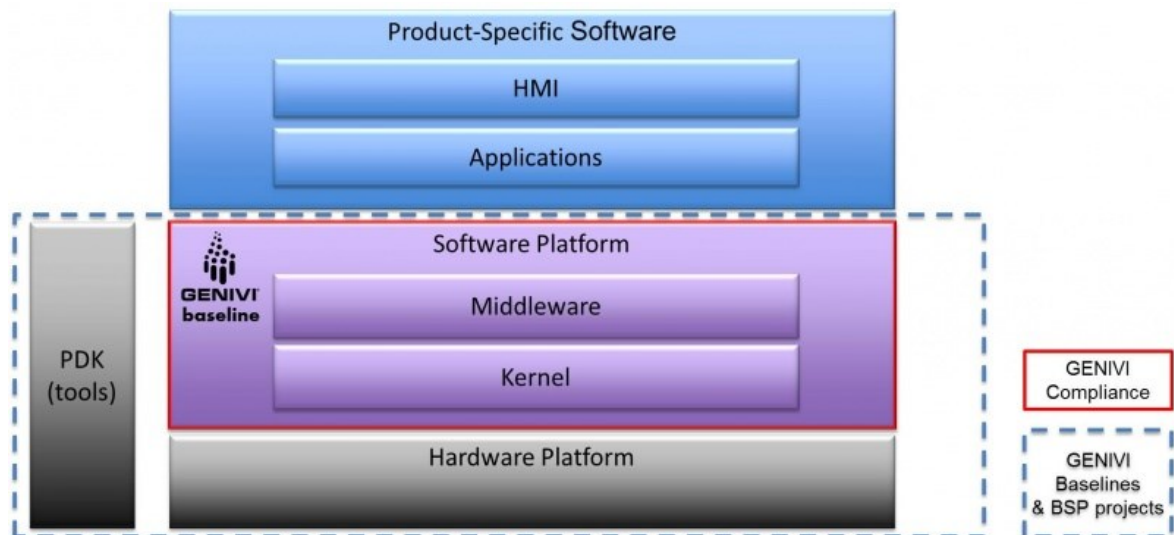 Product-Specific Software
HMI
Applications
Software Platform
GENIVI
baseline
Middleware
Kernel
PDK
(tools)
Hardware Platform
GENIVI
Compliance
GENIVI
Baselines
& BSP projects